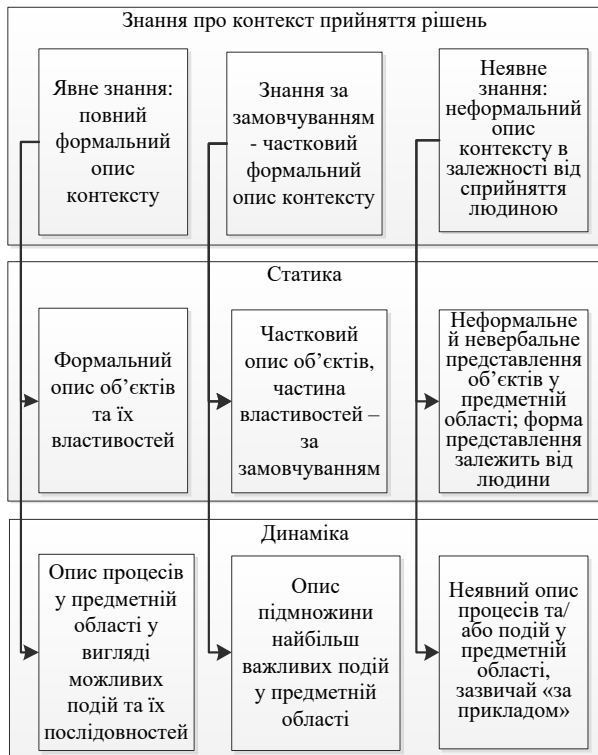 Знання про контекст прийняття рішень
Явне знання:
повний
формальний
опис
контексту
Знання за
замовчуванням
- частковий
формальний
опис контексту
Неявне
знання:
неформальний
опис
контексту в
залежності від
сприйняття
людиною
Статика
Формальний
опис об’єктів
та їх
властивостей
Частковий
опис об’єктів,
частина
властивостей –
за
замовчуванням
Неформальне
й невербальне
представлення
об’єктів у
предметній
області; форма
представлення
залежить від
людини
Динаміка
Опис процесів
у предметній
області у
вигляді
можливих
подій та їх
послідовностей
Опис
підмножини
найбільш
важливих подій
у предметній
області
Неявний опис
процесів та/
або подій у
предметній
області,
зазвичай «за
прикладом»